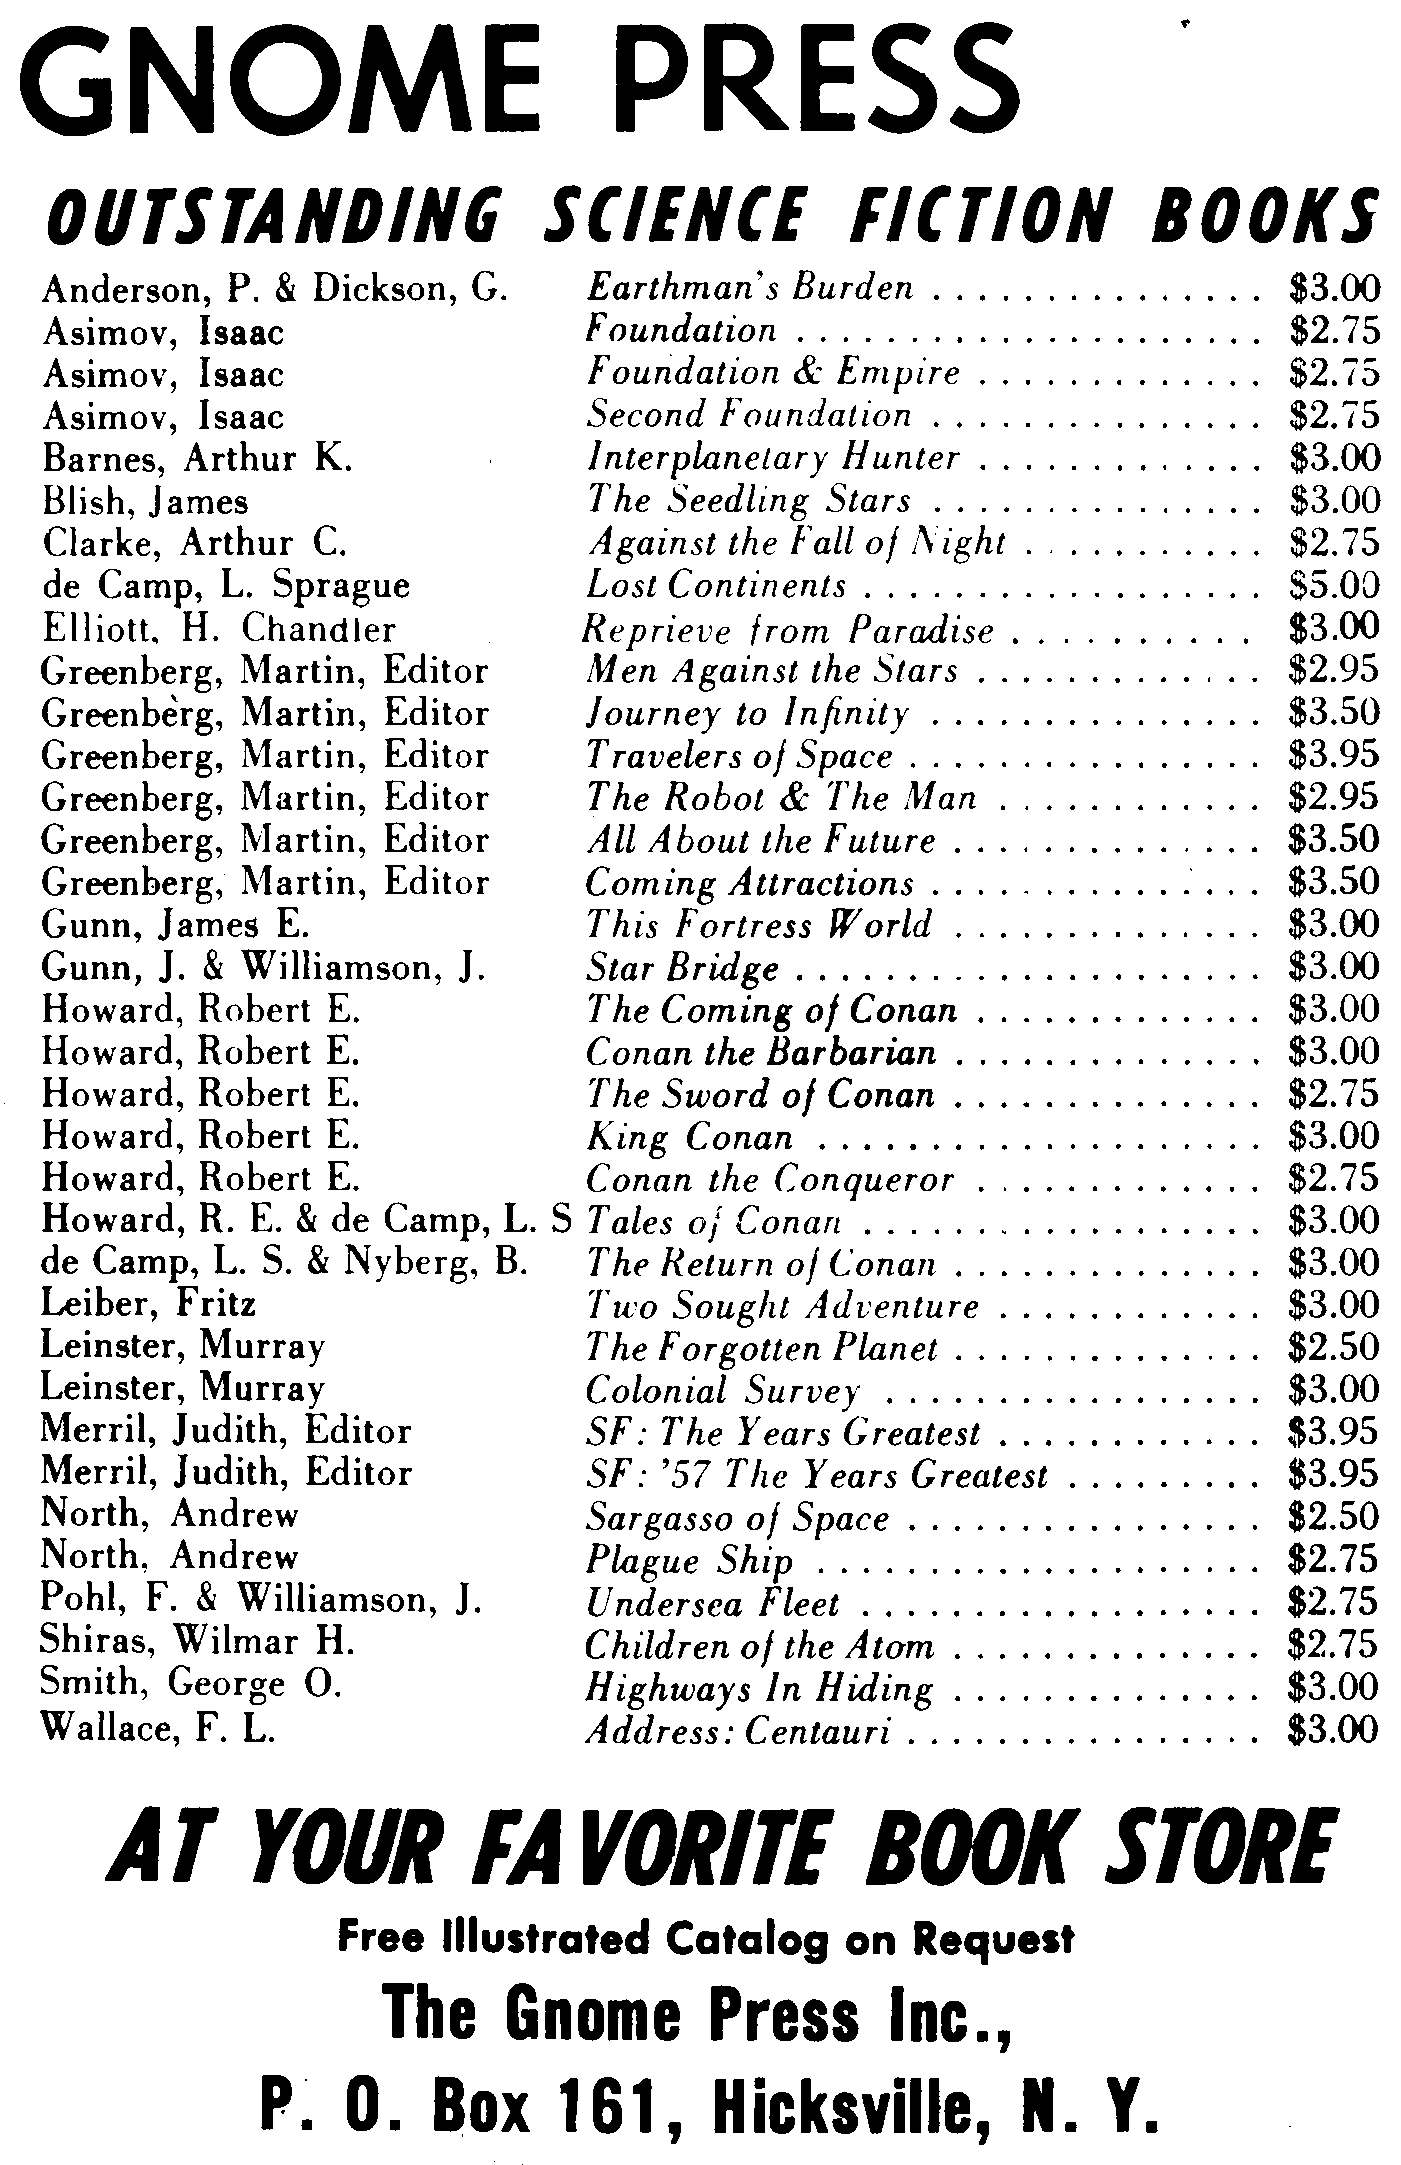 GNOME PRESS
OUTSTANDING SCIENCE FICTION BOOKS
Anderson, P. & Dickson, G. Earthman's Burden . . . . . . . . . . . . . . . $3.00
Asimov, Isaac Foundation . . . . . . . . . . . . . . . . . . . . . $2.75
Asimov, Isaac Foundation & Empire . . . . . . . . . . . . . $2.75
Asimov, Isaac Second Foundation . . . . . . . . . . . . . . . $2.75
Barnes, Arthur K. Interplanetary Hunter . . . . . . . . . . . . . $3.00
Blish, James The Seedling Stars . . . . . . . . . . . . . . . $3.00
Clarke, Arthur C. Against the Fall of Night . . . . . . . . . . . $2.75
de Camp, L. Sprague Lost Continents . . . . . . . . . . . . . . . . . . $5.00
Elliott, H. Chandler Reprieve from Paradise . . . . . . . . . . . $3.00
Greenberg, Martin, Editor Men Against the Stars . . . . . . . . . . . . . $2.95
Greenberg, Martin, Editor Journey to Infinity . . . . . . . . . . . . . . . $3.50
Greenberg, Martin, Editor Travelers of Space . . . . . . . . . . . . . . . . $3.95
Greenberg, Martin, Editor The Robot & The Man . . . . . . . . . . . . $2.95
Greenberg, Martin, Editor All About the Future . . . . . . . . . . . . . . $3.50
Greenberg, Martin, Editor Coming Attractions . . . . . . . . . . . . . . . $3.50
Gunn, James E. This Fortress World . . . . . . . . . . . . . . $3.00
Gunn, J. & Williamson, J. Star Bridge . . . . . . . . . . . . . . . . . . . . . $3.00
Howard, Robert E. The Coming of Conan . . . . . . . . . . . . . $3.00
Howard, Robert E. Conan the Barbarian . . . . . . . . . . . . . . $3.00
Howard, Robert E. The Sword of Conan . . . . . . . . . . . . . . $2.75
Howard, Robert E. King Conan . . . . . . . . . . . . . . . . . . . . $3.00
Howard, Robert E. Conan the Conqueror . . . . . . . . . . . . . $2.75
Howard, R. E. & de Camp, L. S Tales of Conan . . . . . . . . . . . . . . . . . . $3.00
de Camp, L. S. & Nyberg, B. The Return of Conan . . . . . . . . . . . . . . $3.00
Leiber, Fritz Two Sought Adventure . . . . . . . . . . . . $3.00
Leinster, Murray The Forgotten Planet . . . . . . . . . . . . . . $2.50
Leinster, Murray Colonial Survey . . . . . . . . . . . . . . . . . $3.00
Merril, Judith, Editor SF: The Years Greatest . . . . . . . . . . . . $3.95
Merril, Judith, Editor SF: '57 The Years Greatest . . . . . . . . . $3.95
North, Andrew Sargasso of Space . . . . . . . . . . . . . . . . $2.50
North, Andrew Plague Ship . . . . . . . . . . . . . . . . . . . . $2.75
Pohl, F. & Williamson, J. Undersea Fleet . . . . . . . . . . . . . . . . . . $2.75
Shiras, Wilmar H. Children of the Atom . . . . . . . . . . . . . . $2.75
Smith, George O. Highways In Hiding . . . . . . . . . . . . . . $3.00
Wallace, F. L. Address: Centauri . . . . . . . . . . . . . . . . $3.00
AT YOUR FAVORITE BOOK STORE
Free Illustrated Catalog on Request
The Gnome Press Inc.,
P. O. Box 161, Hicksville, N. Y.